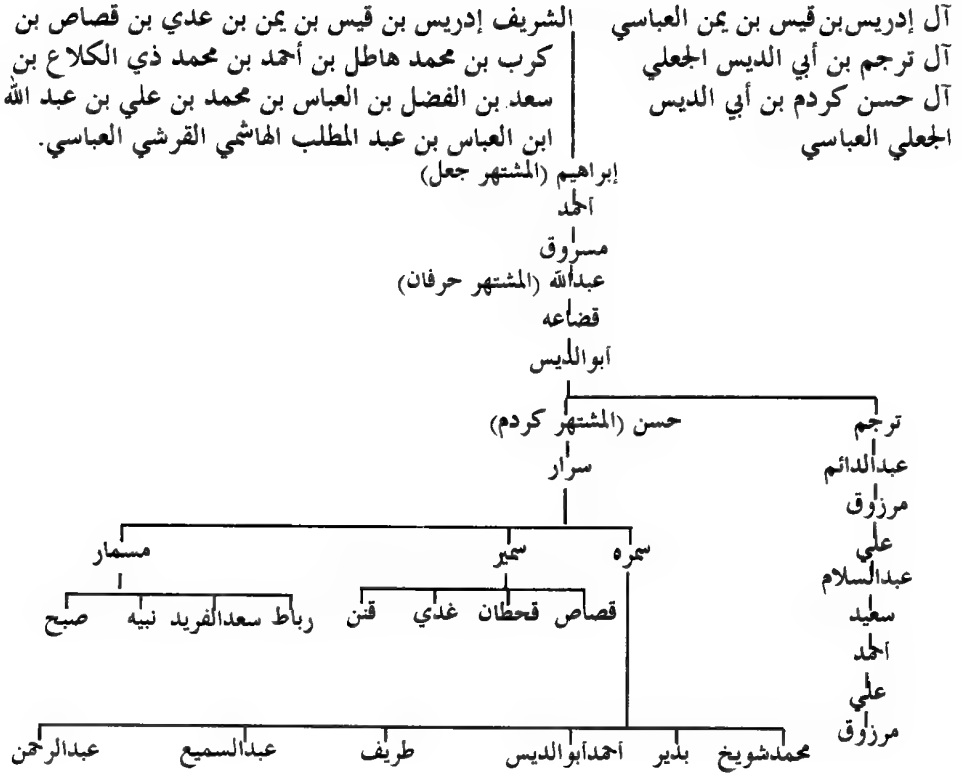 آل إدريس بن قيس بن يمن العباسي
آل ترجم بن أبي الديس الجعلي
آل حسن كردم بن أبي الديس
الجعلي العباسي
الشريف إدريس بن قيس بن يمن بن عدي بن قصاص بن
كرب بن محمد هاطل بن أحمد بن محمد ذي الكلاع بن
سعد بن الفضل بن العباس بن محمد بن علي بن عبد الله
ابن العباس بن عبد المطلب الهاشمي القرشي العباسي.
إبراهيم (المشتهر جعل)
أحمد
مسروق
عبدالله (المشتهر حرفان)
قضاعه
أبو الديس
ترجم
حسن (المشتهر كردم)
عبدالدائم
سرار
مرزوق
علي
سمره
سمير
مسمار
عبدالسلام
سعيد
قصاص
قحطان
غدي
قنن
رباط
سعدالفريد
نبيه
صبح
أحمد
علي
مرزوق
محمدشويخ
بذير
أحمدأبوالديس
طريف
عبدالسميع
عبدالرحمن